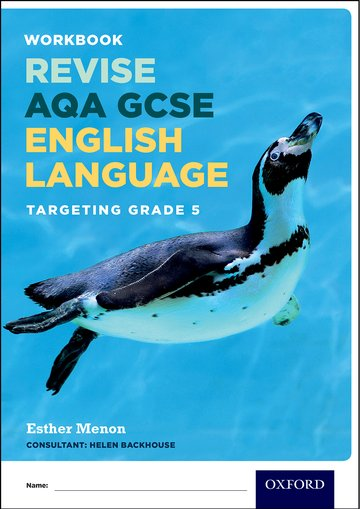 WORKBOOK
REVISE
AQA GCSE
ENGLISH
LANGUAGE
TARGETING GRADE 5
Esther Menon
CONSULTANT: HELEN BACKHOUSE
Name:
OXFORD